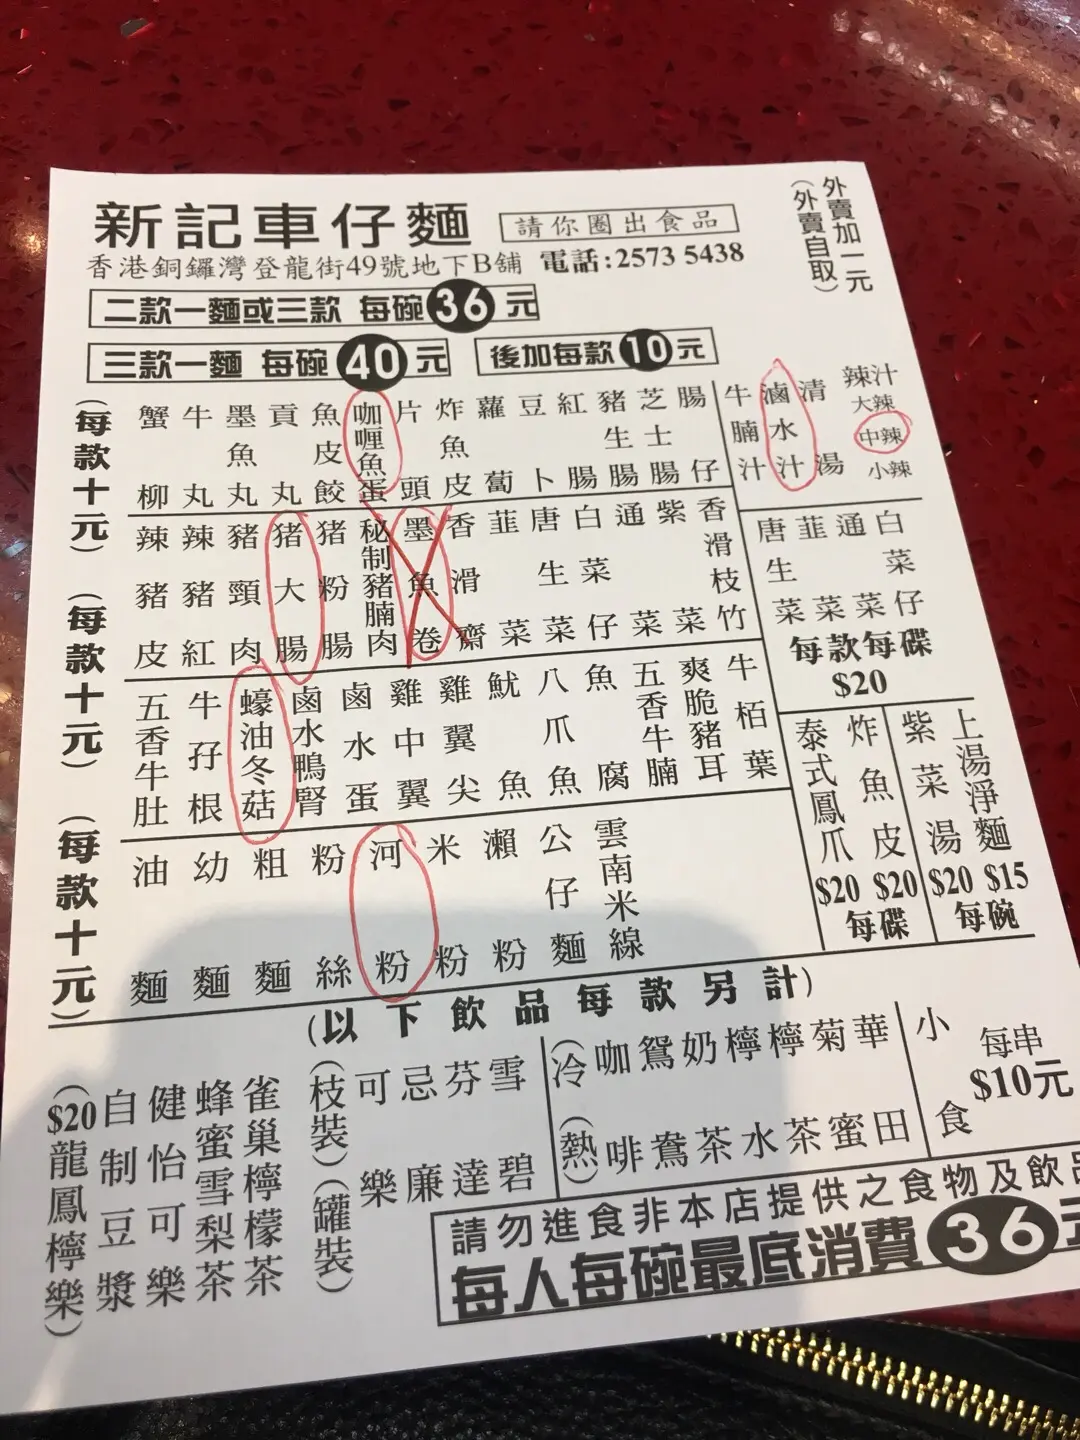 新記車仔麵 請你圈出食品
香港銅鑼灣登龍街49號地下B舖 電話:2573 5438
外賣加一元
(外賣自取)
二款一麵或三款 每碗 36 元
三款一麵 每碗 40 元 後加每款 10 元
(每款十元)
蟹柳
牛丸
墨魚丸
貢丸
魚皮餃
咖喱魚蛋
片頭
炸魚皮
蘿蔔
豆卜
紅腸
豬生腸
芝士腸
腸仔
牛腩汁
滷水汁
清湯
辣汁
大辣
中辣
小辣
(每款十元)
辣豬皮
辣豬紅
豬頸肉
猪大腸
猪粉腸
秘制豬腩肉
墨魚卷
香滑齋
韮菜
唐生菜
白菜仔
通菜
紫菜
香滑枝竹
唐生菜
韮菜
通菜
白菜仔
每款每碟
$20
(每款十元)
五香牛肚
牛孖根
蠔油冬菇
鹵水鴨腎
鹵水蛋
雞中翼
雞翼尖
魷魚
八爪魚
魚腐
五香牛腩
爽脆豬耳
牛栢葉
泰式鳳爪 $20
炸魚皮 $20
每碟
紫菜湯 $20
上湯淨麵 $15
每碗
油麵
幼麵
粗麵
粉絲
河粉
米粉
瀨粉
公仔麵
雲南米線
(以下飲品每款另計)
($20龍鳳檸樂)
自制豆漿
健怡可樂
蜂蜜雪梨茶
雀巢檸檬茶
(枝裝)(罐裝)
可樂
忌廉
芬達
雪碧
(冷)(熱)
咖啡
鴛鴦
奶茶
檸水
檸茶
菊蜜
華田
小食
每串
$10元
請勿進食非本店提供之食物及飲品
每人每碗最底消費 36 元